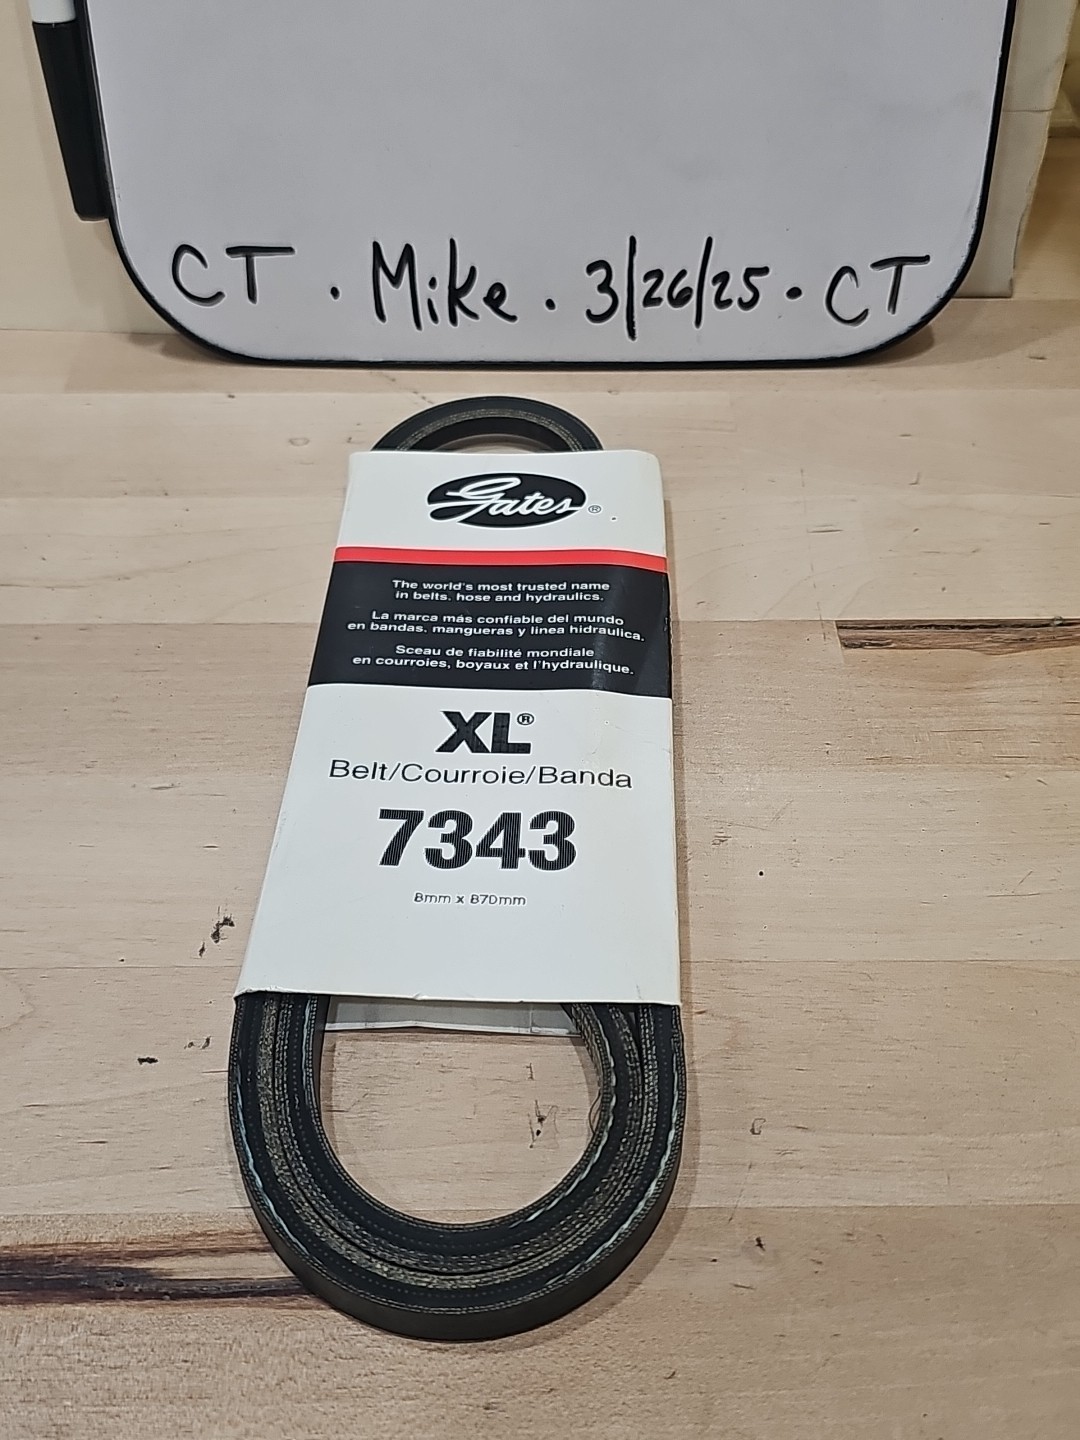 CT · Mike · 3/26/25 · CT
Gates®
The world's most trusted name
in belts, hose and hydraulics.
La marca más confiable del mundo
en bandas, mangueras y linea hidraulica.
Sceau de fiabilité mondiale
en courroies, boyaux et l'hydraulique.
XL®
Belt/Courroie/Banda
7343
8mm x 870mm